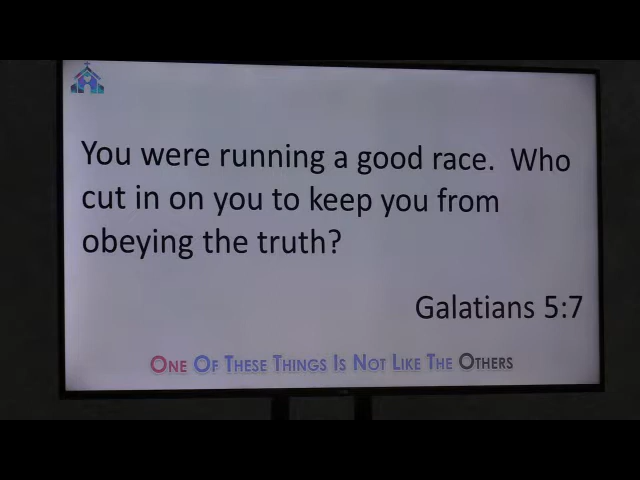 You were running a good race.  Who
cut in on you to keep you from
obeying the truth?
Galatians 5:7
ONE OF THESE THINGS IS NOT LIKE THE OTHERS